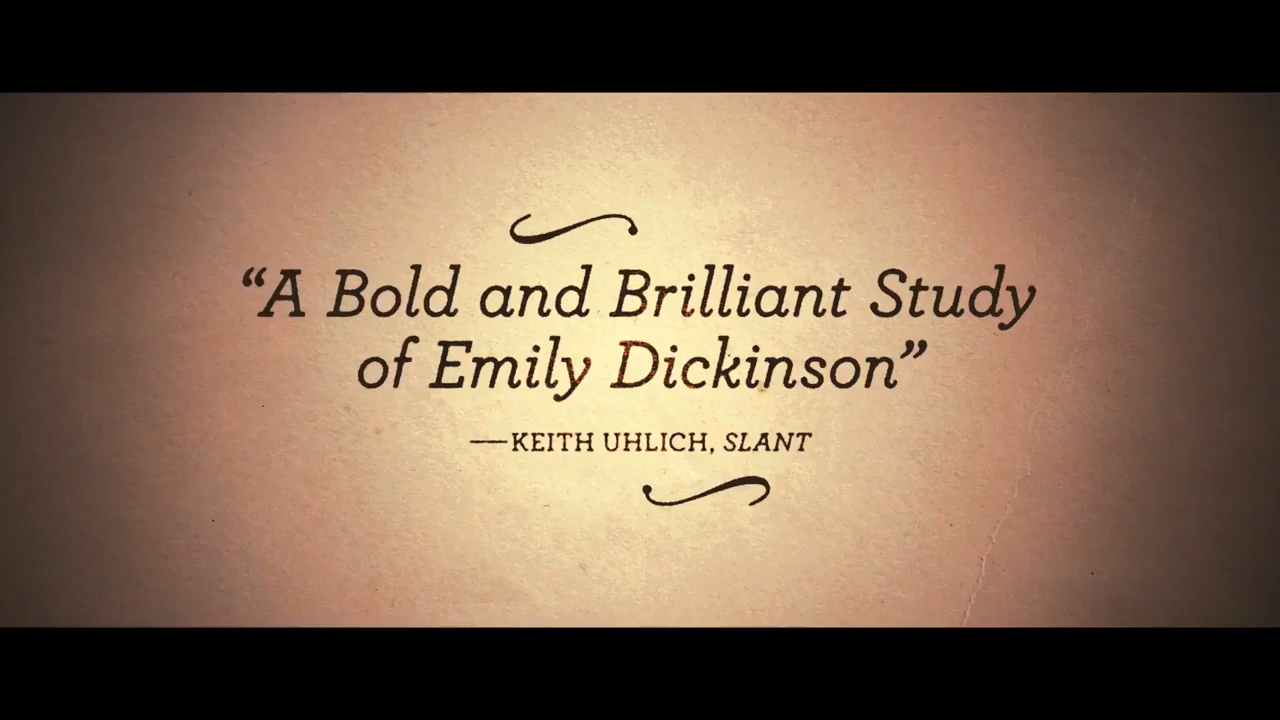 “A Bold and Brilliant Study
of Emily Dickinson”
—KEITH UHLICH, SLANT